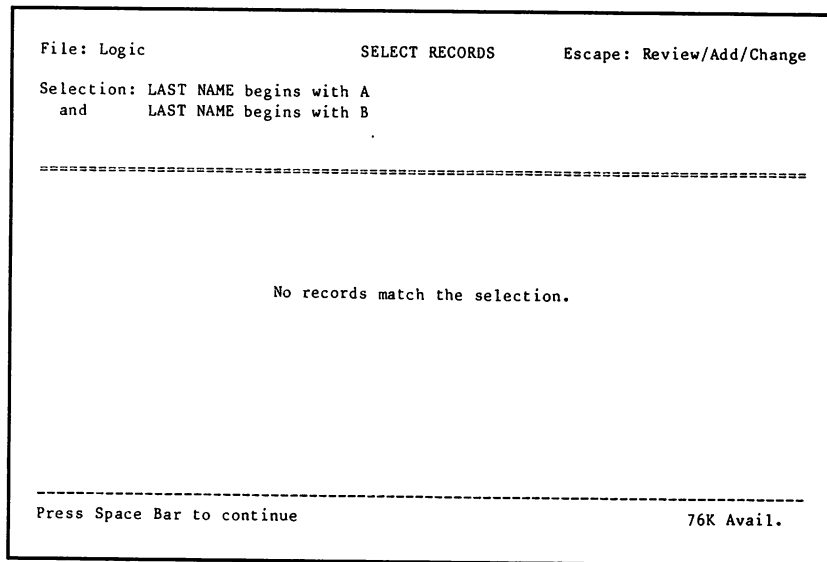 File: Logic SELECT RECORDS Escape: Review/Add/Change
Selection: LAST NAME begins with A
and LAST NAME begins with B
================================================================================
No records match the selection.
--------------------------------------------------------------------------------
Press Space Bar to continue 76K Avail.